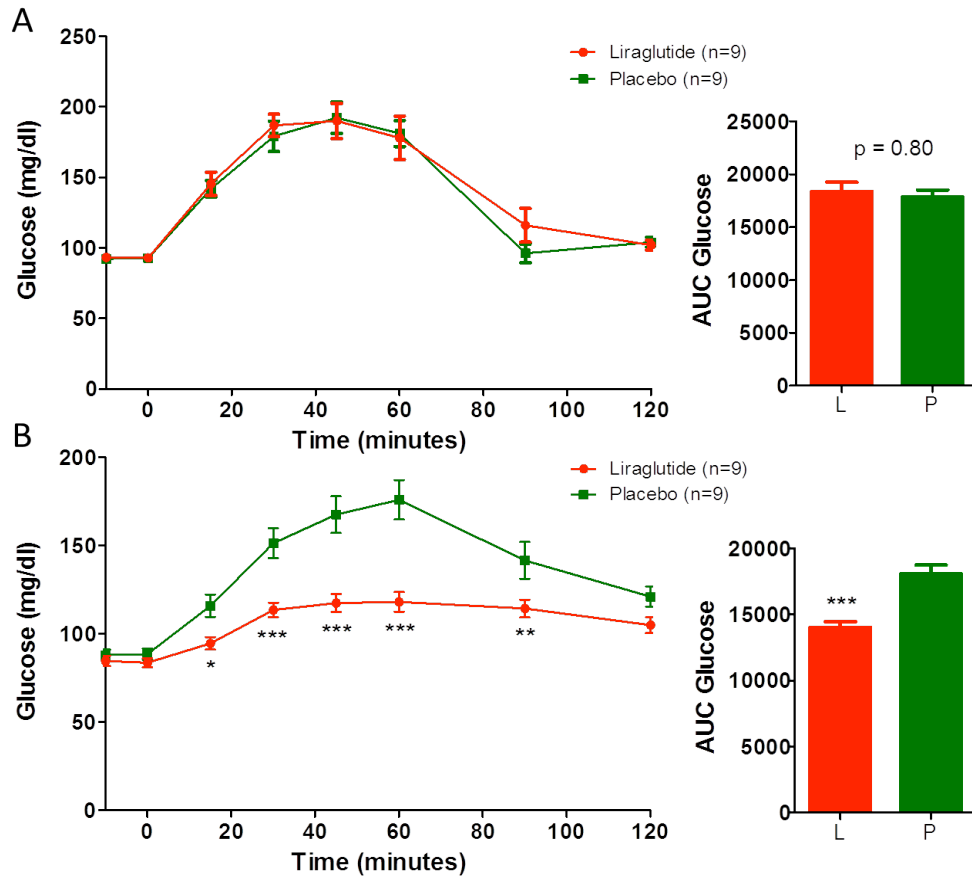 A
Glucose (mg/dl)
250
200
150
100
50
0
0 20 40 60 80 100 120
Time (minutes)
Liraglutide (n=9)
Placebo (n=9)
AUC Glucose
25000
20000
15000
10000
5000
0
p = 0.80
L P
B
Glucose (mg/dl)
200
150
100
50
0
0 20 40 60 80 100 120
Time (minutes)
Liraglutide (n=9)
Placebo (n=9)
* *** *** *** **
AUC Glucose
20000
15000
10000
5000
0
***
L P